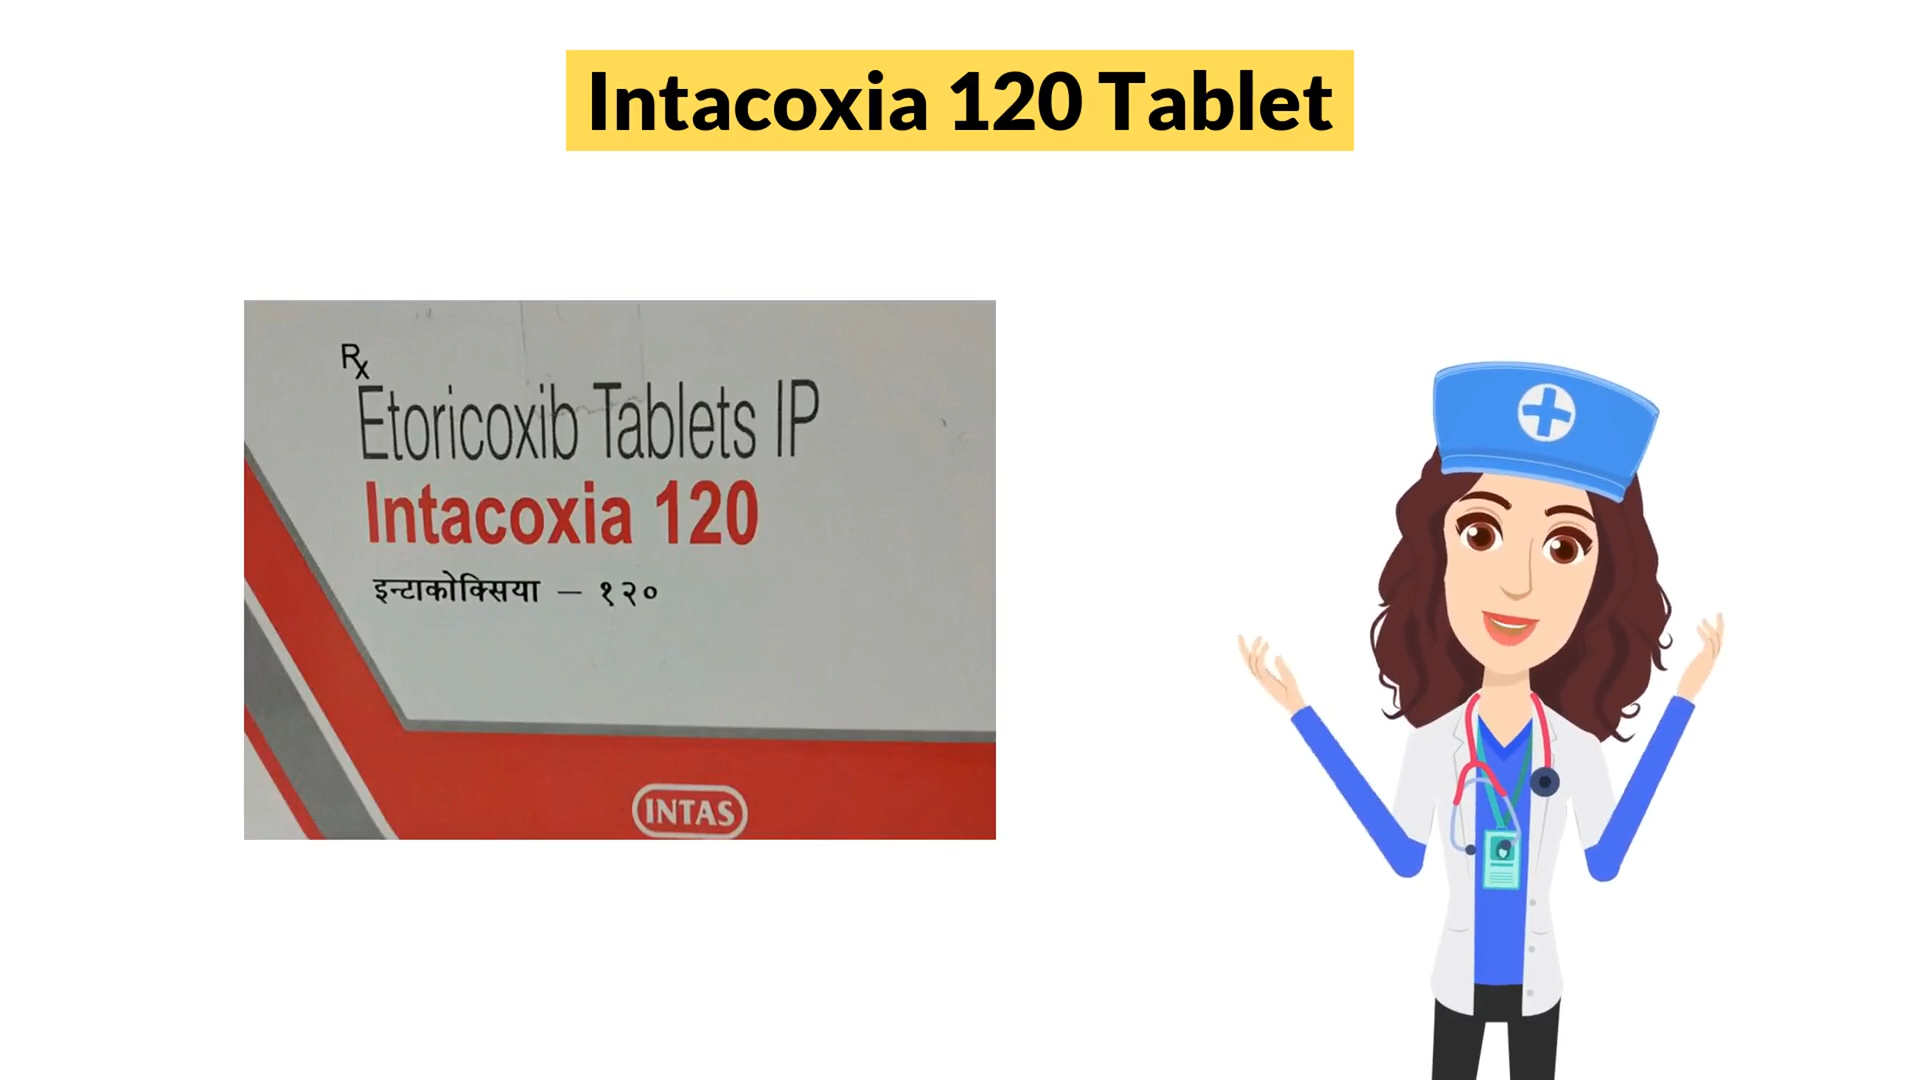 Intacoxia 120 Tablet
Rx
Etoricoxib Tablets IP
Intacoxia 120
इन्टाकोक्सिया – १२०
INTAS